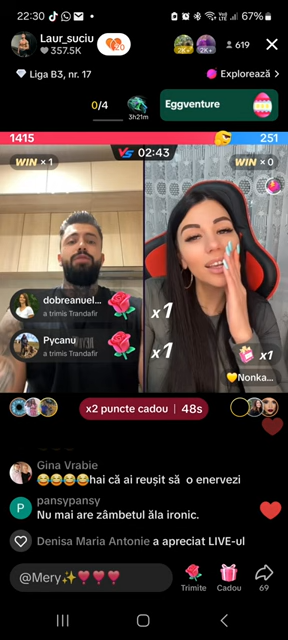 22:30
67%
Laur_suciu
357.5K
20
2K+
2K+
619
Liga B3, nr. 17
Explorează >
0/4
3h21m
Eggventure
1415
251
WIN x 1
VS 02:43
WIN x 0
dobreanuel...
a trimis Trandafir
x1
Pycanu
a trimis Trandafir
x1
x1
Nonka...
x2 puncte cadou | 48s
Gina Vrabie
😂😂😂😂hai că ai reușit să o enervezi
P
pansypansy
Nu mai are zâmbetul ăla ironic.
Denisa Maria Antonie a apreciat LIVE-ul
@Mery✨💗💗💗
Trimite
Cadou
69